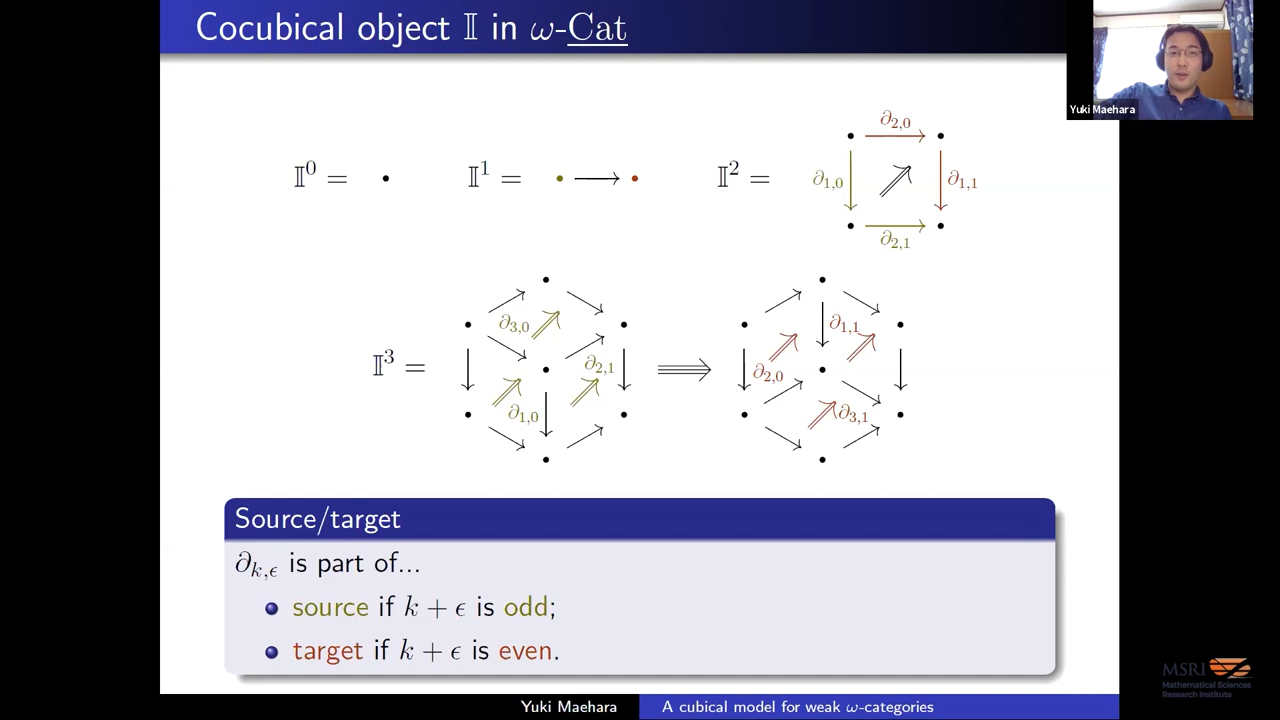 Cocubical object 𝕀 in ω-Cat
Yuki Maehara
𝕀⁰ =
𝕀¹ =
𝕀² =
∂₂,₀
∂₁,₀
∂₁,₁
∂₂,₁
𝕀³ =
∂₃,₀
∂₂,₁
∂₁,₀
∂₁,₁
∂₂,₀
∂₃,₁
Source/target
∂ₖ,ϵ is part of...
source if k + ϵ is odd;
target if k + ϵ is even.
MSRI
Mathematical Sciences
Research Institute
Yuki Maehara
A cubical model for weak ω-categories